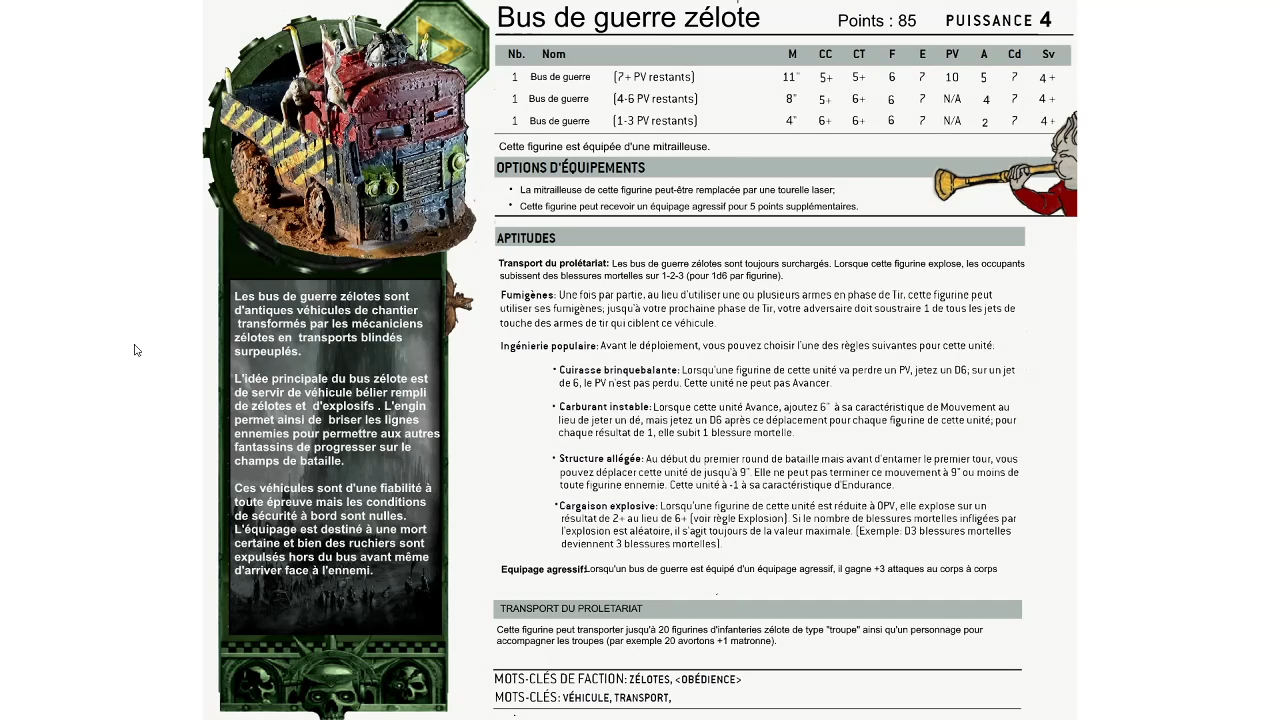 Bus de guerre zélote Points : 85 PUISSANCE 4
Nb. Nom M CC CT F E PV A Cd Sv
1 Bus de guerre (7+ PV restants) 11" 5+ 5+ 6 7 10 5 7 4 +
1 Bus de guerre (4-6 PV restants) 8" 5+ 6+ 6 7 N/A 4 7 4 +
1 Bus de guerre (1-3 PV restants) 4" 6+ 6+ 6 7 N/A 2 7 4+
Cette figurine est équipée d'une mitrailleuse.
OPTIONS D'ÉQUIPEMENTS
• La mitrailleuse de cette figurine peut-être remplacée par une tourelle laser;
• Cette figurine peut recevoir un équipage agressif pour 5 points supplémentaires.
APTITUDES
Transport du prolétariat: Les bus de guerre zélotes sont toujours surchargés. Lorsque cette figurine explose, les occupants
subissent des blessures mortelles sur 1-2-3 (pour 1d6 par figurine).
Fumigènes: Une fois par partie, au lieu d'utiliser une ou plusieurs armes en phase de Tir, cette figurine peut
utiliser ses fumigènes; jusqu'à votre prochaine phase de Tir, votre adversaire doit soustraire 1 de tous les jets de
touche des armes de tir qui ciblent ce véhicule.
Ingénierie populaire: Avant le déploiement, vous pouvez choisir l'une des règles suivantes pour cette unité.
• Cuirasse brinquebalante: Lorsqu'une figurine de cette unité va perdre un PV, jetez un D6; sur un jet
de 6, le PV n'est pas perdu. Cette unité ne peut pas Avancer.
• Carburant instable: Lorsque cette unité Avance, ajoutez 6" à sa caractéristique de Mouvement au
lieu de jeter un dé, mais jetez un D6 après ce déplacement pour chaque figurine de cette unité; pour
chaque résultat de 1, elle subit 1 blessure mortelle.
• Structure allégée: Au début du premier round de bataille mais avant d'entamer le premier tour, vous
pouvez déplacer cette unité de jusqu'à 9". Elle ne peut pas terminer ce mouvement à 9" ou moins de
toute figurine ennemie. Cette unité à -1 à sa caractéristique d'Endurance.
• Cargaison explosive: Lorsqu'une figurine de cette unité est réduite à 0PV, elle explose sur un
résultat de 2+ au lieu de 6+ (voir règle Explosion). Si le nombre de blessures mortelles infligées par
l'explosion est aléatoire, il s'agit toujours de la valeur maximale. (Exemple: D3 blessures mortelles
deviennent 3 blessures mortelles).
Equipage agressif: Lorsqu'un bus de guerre est équipé d'un équipage agressif, il gagne +3 attaques au corps à corps
TRANSPORT DU PROLETARIAT
Cette figurine peut transporter jusqu'à 20 figurines d'infanteries zélote de type "troupe" ainsi qu'un personnage pour
accompagner les troupes (par exemple 20 avortons +1 matronne).
MOTS-CLÉS DE FACTION: ZÉLOTES, <OBÉDIENCE>
MOTS-CLÉS: VÉHICULE, TRANSPORT,
Les bus de guerre zélotes sont
d'antiques véhicules de chantier
transformés par les mécaniciens
zélotes en transports blindés
surpeuplés.
L'idée principale du bus zélote est
de servir de véhicule bélier rempli
de zélotes et d'explosifs . L'engin
permet ainsi de briser les lignes
ennemies pour permettre aux autres
fantassins de progresser sur le
champs de bataille.
Ces véhicules sont d'une fiabilité à
toute épreuve mais les conditions
de sécurité à bord sont nulles.
L'équipage est destiné à une mort
certaine et bien des ruchiers sont
expulsés hors du bus avant même
d'arriver face à l'ennemi.